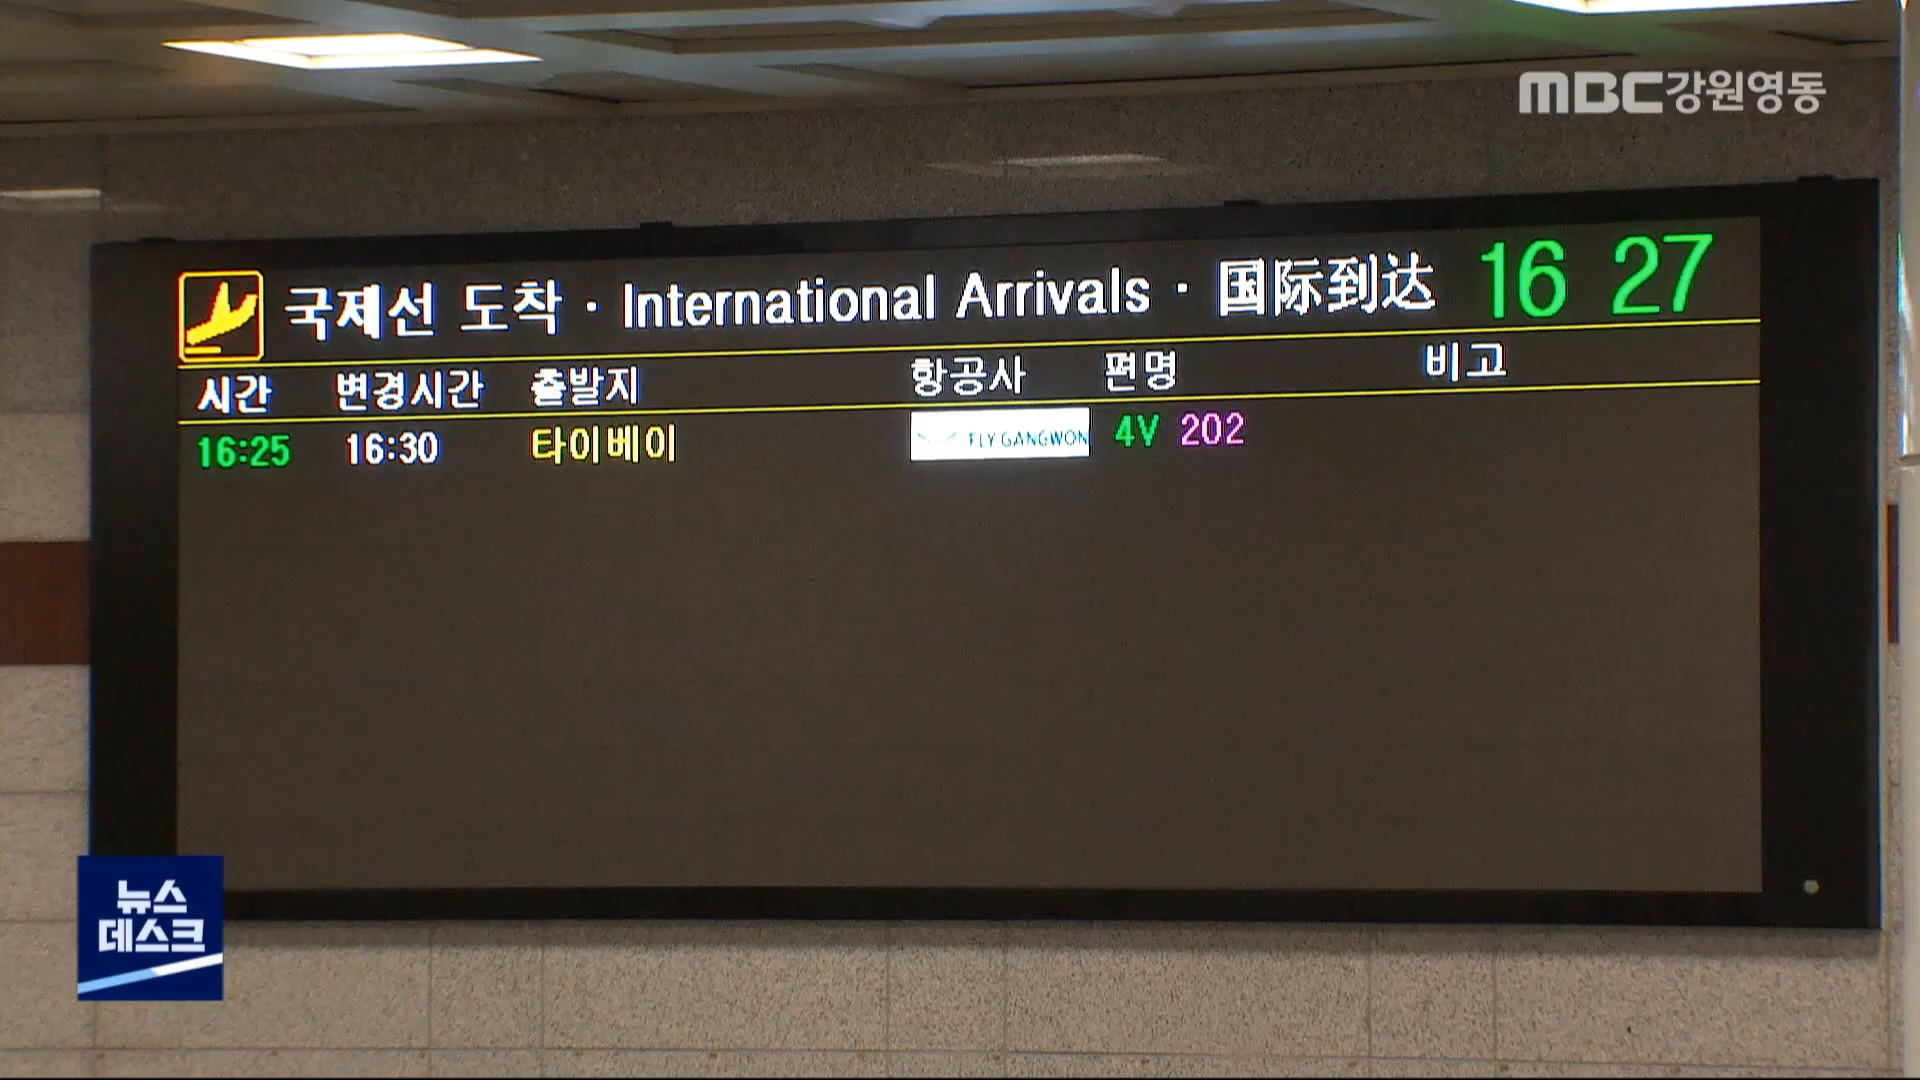 MBC강원영동
국제선 도착 · International Arrivals · 国际到达 16 27
시간 변경시간 출발지 항공사 편명 비고
16:25 16:30 타이베이 FLY GANGWON 4V 202
뉴스
데스크